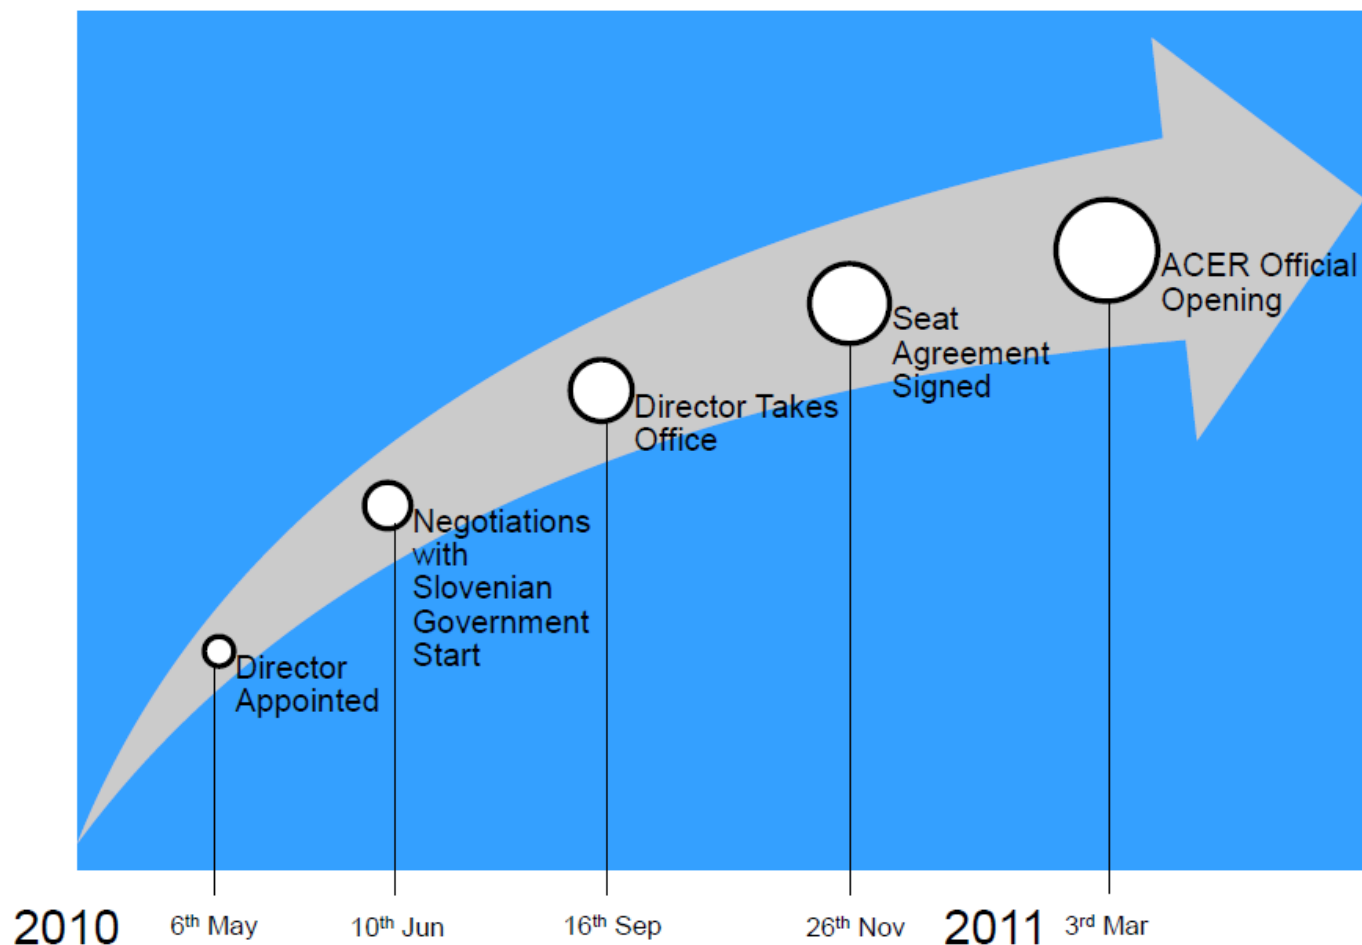 ACER Official
Opening
Seat
Agreement
Signed
Director Takes
Office
Negotiations
with
Slovenian
Government
Start
Director
Appointed
2010 6th May 10th Jun 16th Sep 26th Nov 2011 3rd Mar